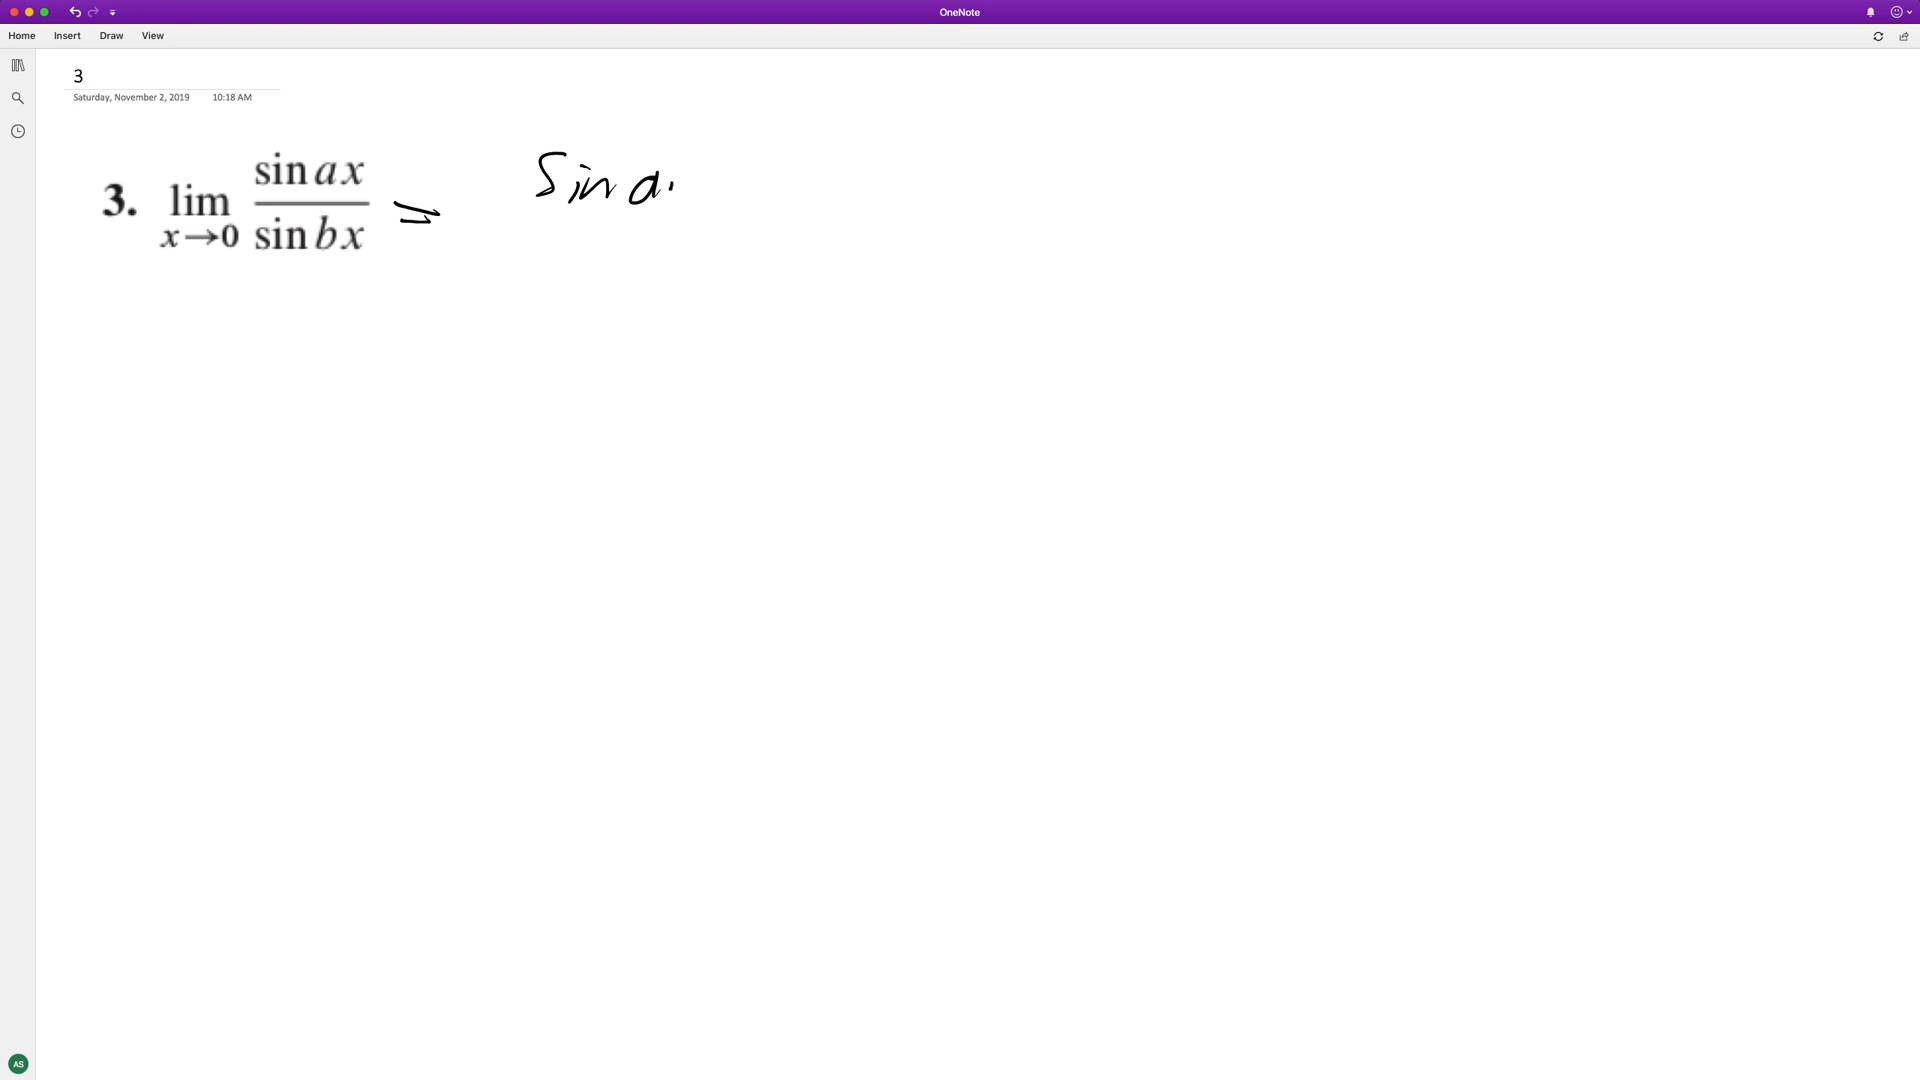 OneNote
Home Insert Draw View
3
Saturday, November 2, 2019 10:18 AM
3. lim x→0 sin ax / sin bx = Sin a
AS